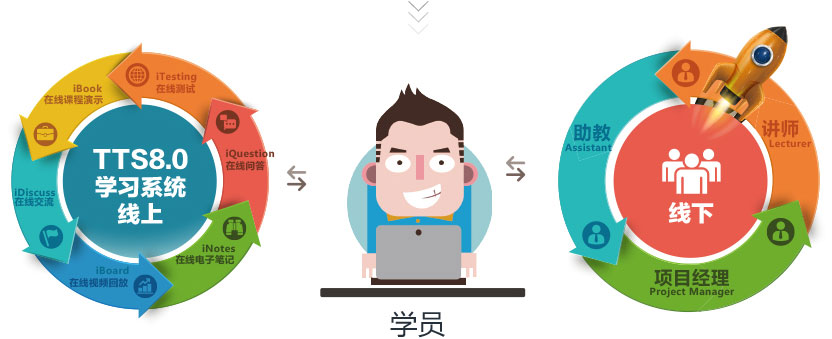 iBook
在线课程演示
iTesting
在线测试
iQuestion
在线问答
iNotes
在线电子笔记
iBoard
在线视频回放
iDiscuss
在线交流
TTS8.0
学习系统
线上
学员
助教
Assistant
讲师
Lecturer
项目经理
Project Manager
线下